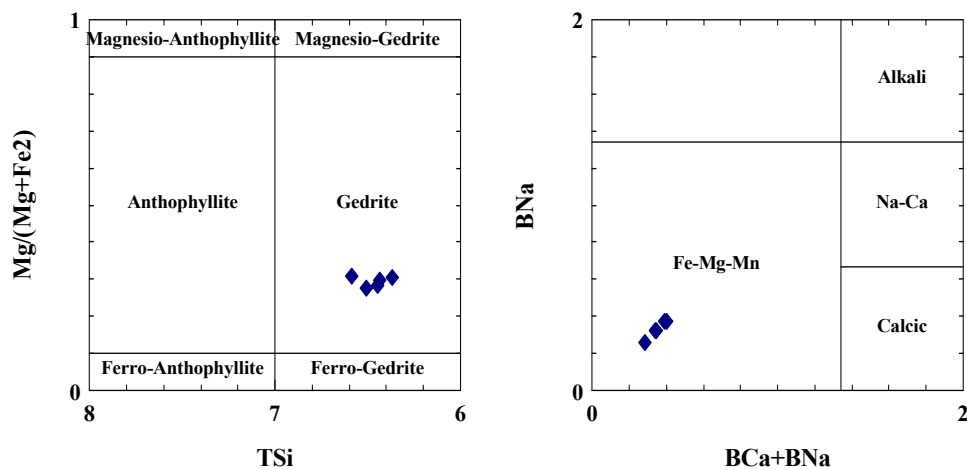 1
Magnesio-Anthophyllite
Magnesio-Gedrite
Mg/(Mg+Fe2)
Anthophyllite
Gedrite
Ferro-Anthophyllite
Ferro-Gedrite
0
8
7
6
TSi
2
Alkali
BNa
Na-Ca
Fe-Mg-Mn
Calcic
0
0
2
BCa+BNa